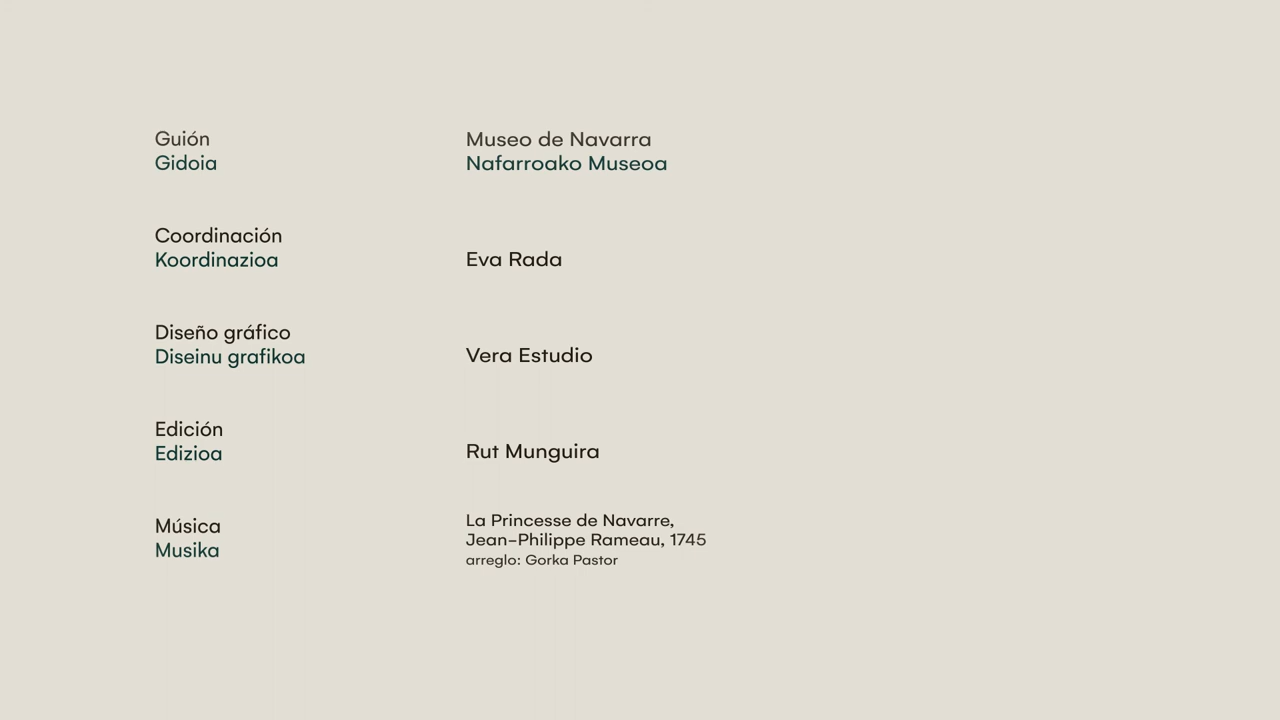 Guión
Gidoia
Museo de Navarra
Nafarroako Museoa
Coordinación
Koordinazioa
Eva Rada
Diseño gráfico
Diseinu grafikoa
Vera Estudio
Edición
Edizioa
Rut Munguira
Música
Musika
La Princesse de Navarre,
Jean–Philippe Rameau, 1745
arreglo: Gorka Pastor